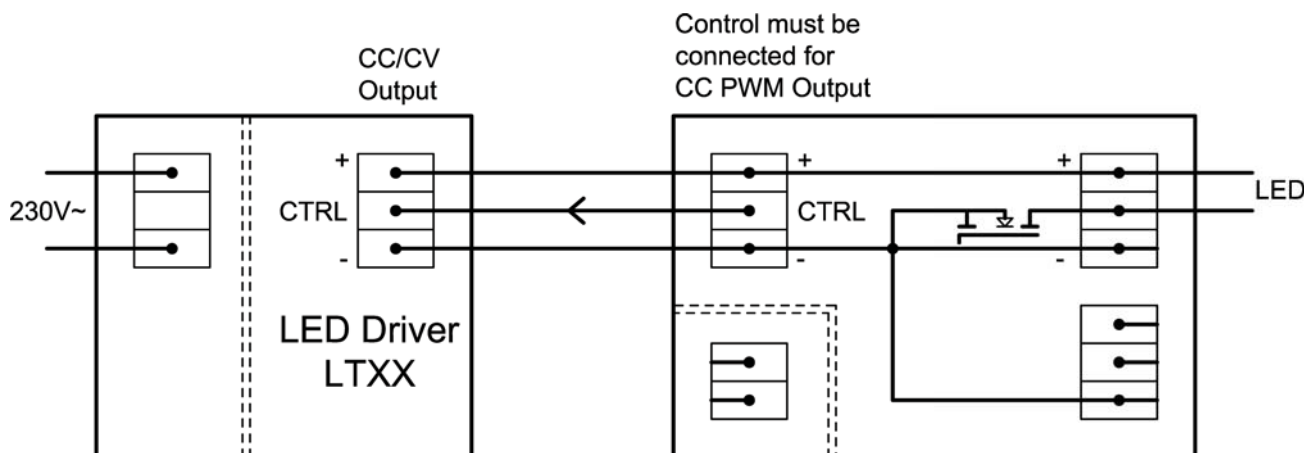 Control must be
connected for
CC PWM Output
CC/CV
Output
+
+
+
230V~
CTRL
CTRL
LED
-
-
-
LED Driver
LTXX